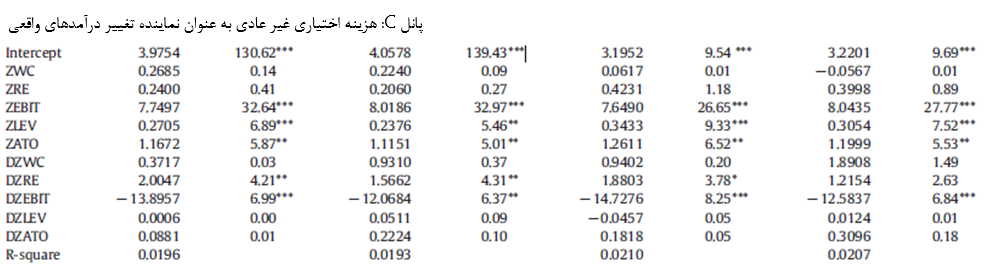 پانل C: هزینه اختیاری غیر عادی به عنوان نماینده تغییر درآمدهای واقعی
Intercept 3.9754 130.62*** 4.0578 139.43*** 3.1952 9.54 *** 3.2201 9.69***
ZWC 0.2685 0.14 0.2240 0.09 0.0617 0.01 −0.0567 0.01
ZRE 0.2400 0.41 0.2060 0.27 0.4231 1.18 0.3998 0.89
ZEBIT 7.7497 32.64*** 8.0186 32.97*** 7.6490 26.65*** 8.0435 27.77***
ZLEV 0.2705 6.89*** 0.2376 5.46** 0.3433 9.33*** 0.3054 7.52***
ZATO 1.1672 5.87** 1.1151 5.01** 1.2611 6.52** 1.1999 5.53**
DZWC 0.3717 0.03 0.9310 0.37 0.9402 0.20 1.8908 1.49
DZRE 2.0047 4.21** 1.5662 4.31** 1.8803 3.78* 1.2154 2.63
DZEBIT −13.8957 6.99*** −12.0684 6.37** −14.7276 8.25*** −12.5837 6.84***
DZLEV 0.0006 0.00 0.0511 0.09 −0.0457 0.05 0.0124 0.01
DZATO 0.0881 0.01 0.2224 0.10 0.1818 0.05 0.3096 0.18
R-square 0.0196 0.0193 0.0210 0.0207